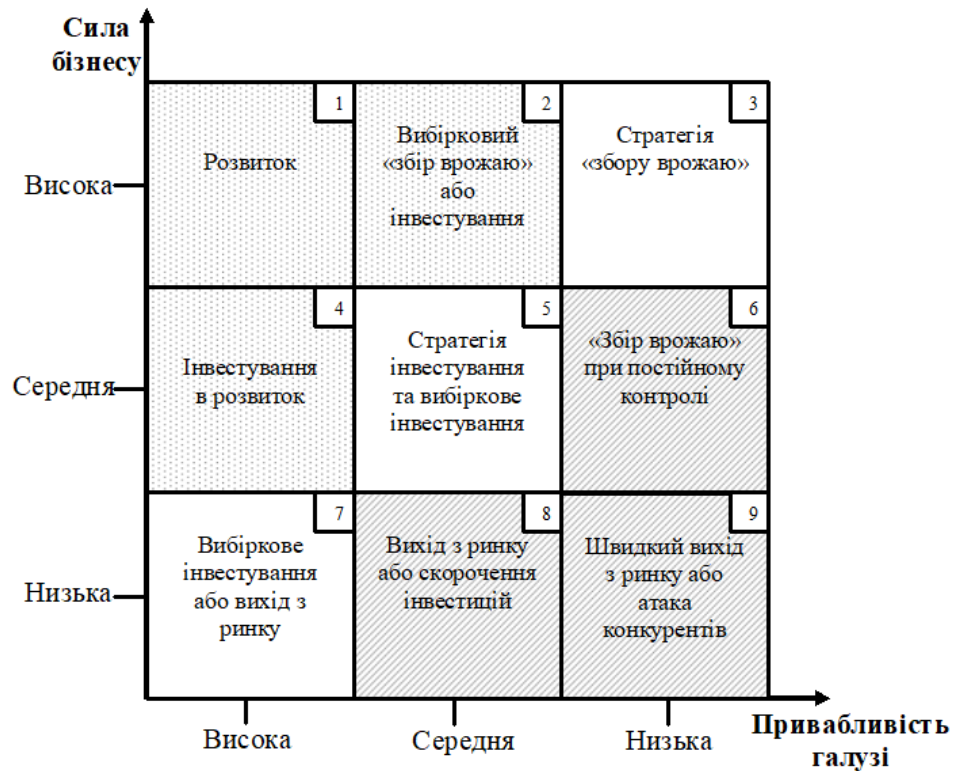 Сила
бізнесу
1
Розвиток
2
Вибірковий
«збір врожаю»
або
інвестування
3
Стратегія
«збору врожаю»
Висока
4
Інвестування
в розвиток
5
Стратегія
інвестування
та вибіркове
інвестування
6
«Збір врожаю»
при постійному
контролі
Середня
7
Вибіркове
інвестування
або вихід з
ринку
8
Вихід з ринку
або скорочення
інвестицій
9
Швидкий вихід
з ринку або
атака
конкурентів
Низька
Висока
Середня
Низька
Привабливість
галузі